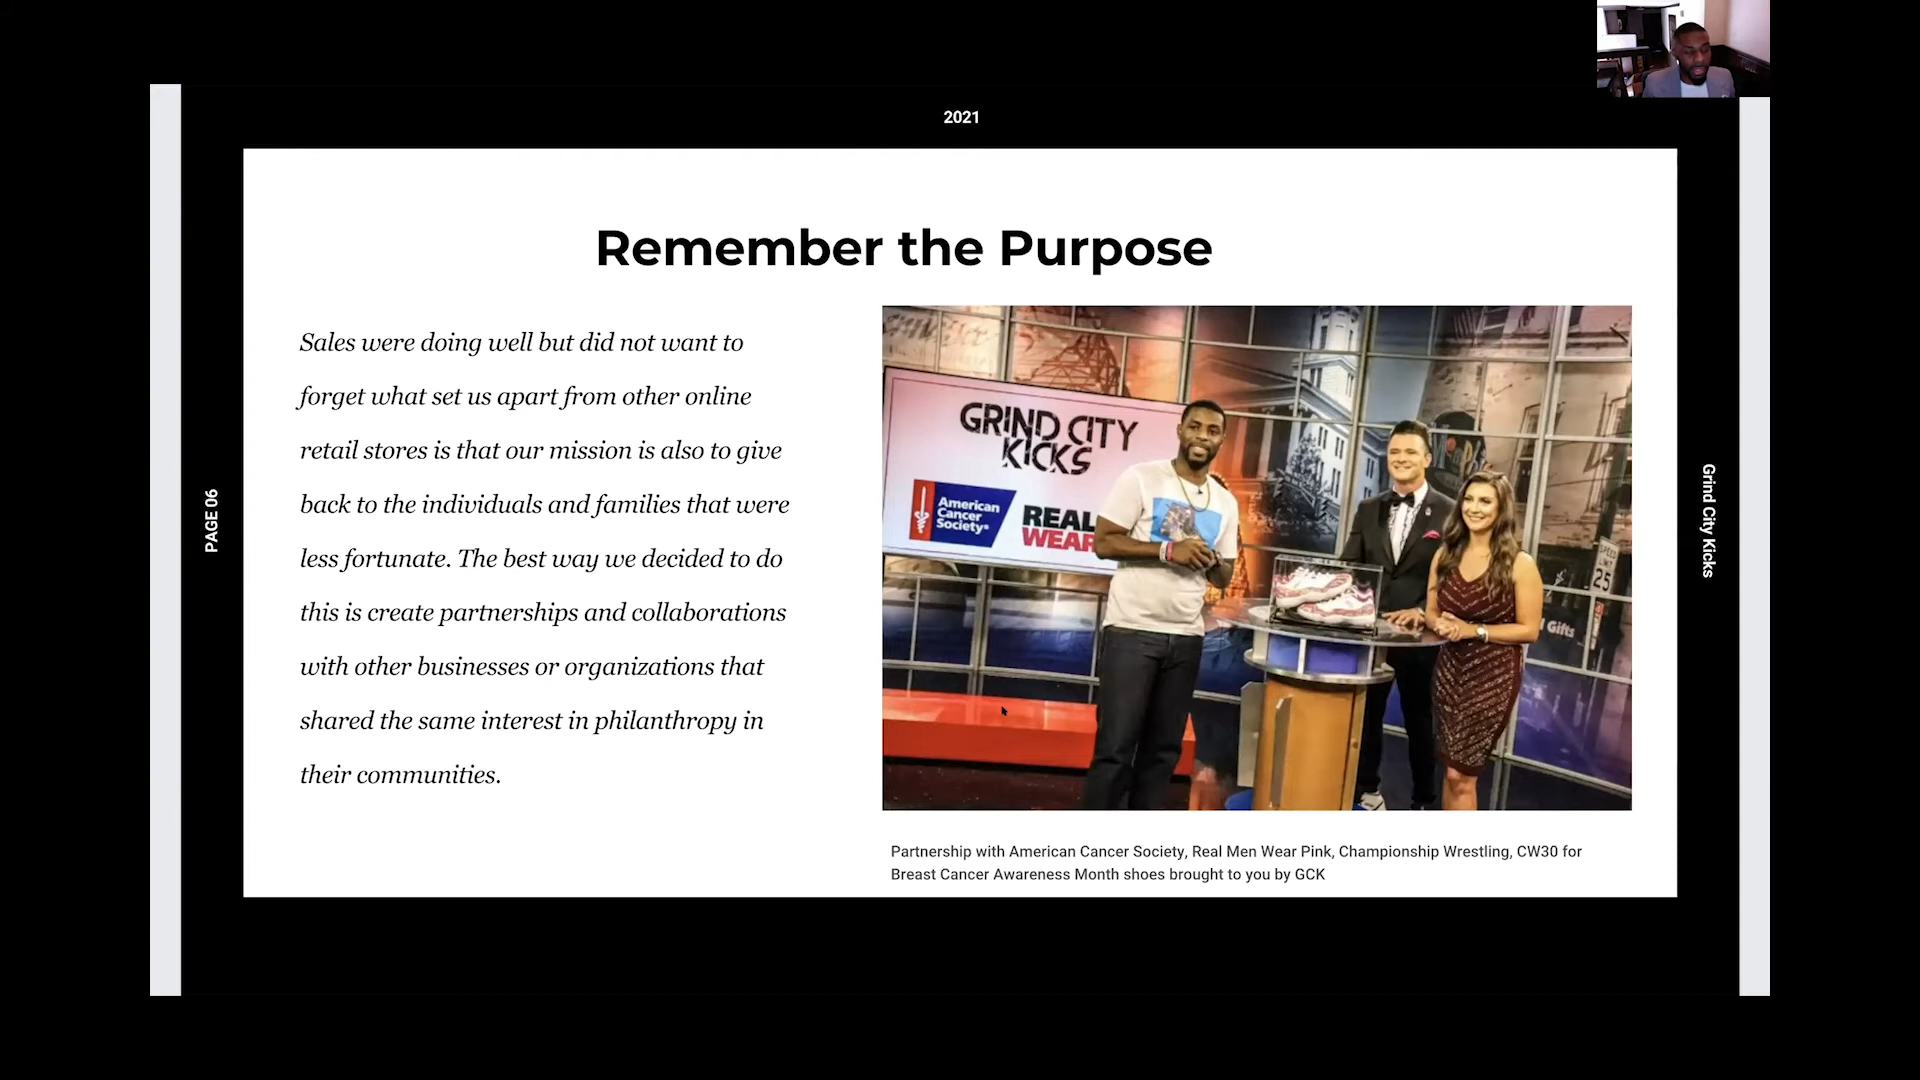 2021
Remember the Purpose
Sales were doing well but did not want to
forget what set us apart from other online
retail stores is that our mission is also to give
back to the individuals and families that were
less fortunate. The best way we decided to do
this is create partnerships and collaborations
with other businesses or organizations that
shared the same interest in philanthropy in
their communities.
GRIND CITY
KICKS
American
Cancer
Society®
REAL
WEAR
SPEED
LIMIT
25
Gifts
Partnership with American Cancer Society, Real Men Wear Pink, Championship Wrestling, CW30 for
Breast Cancer Awareness Month shoes brought to you by GCK
PAGE 06
Grind City Kicks